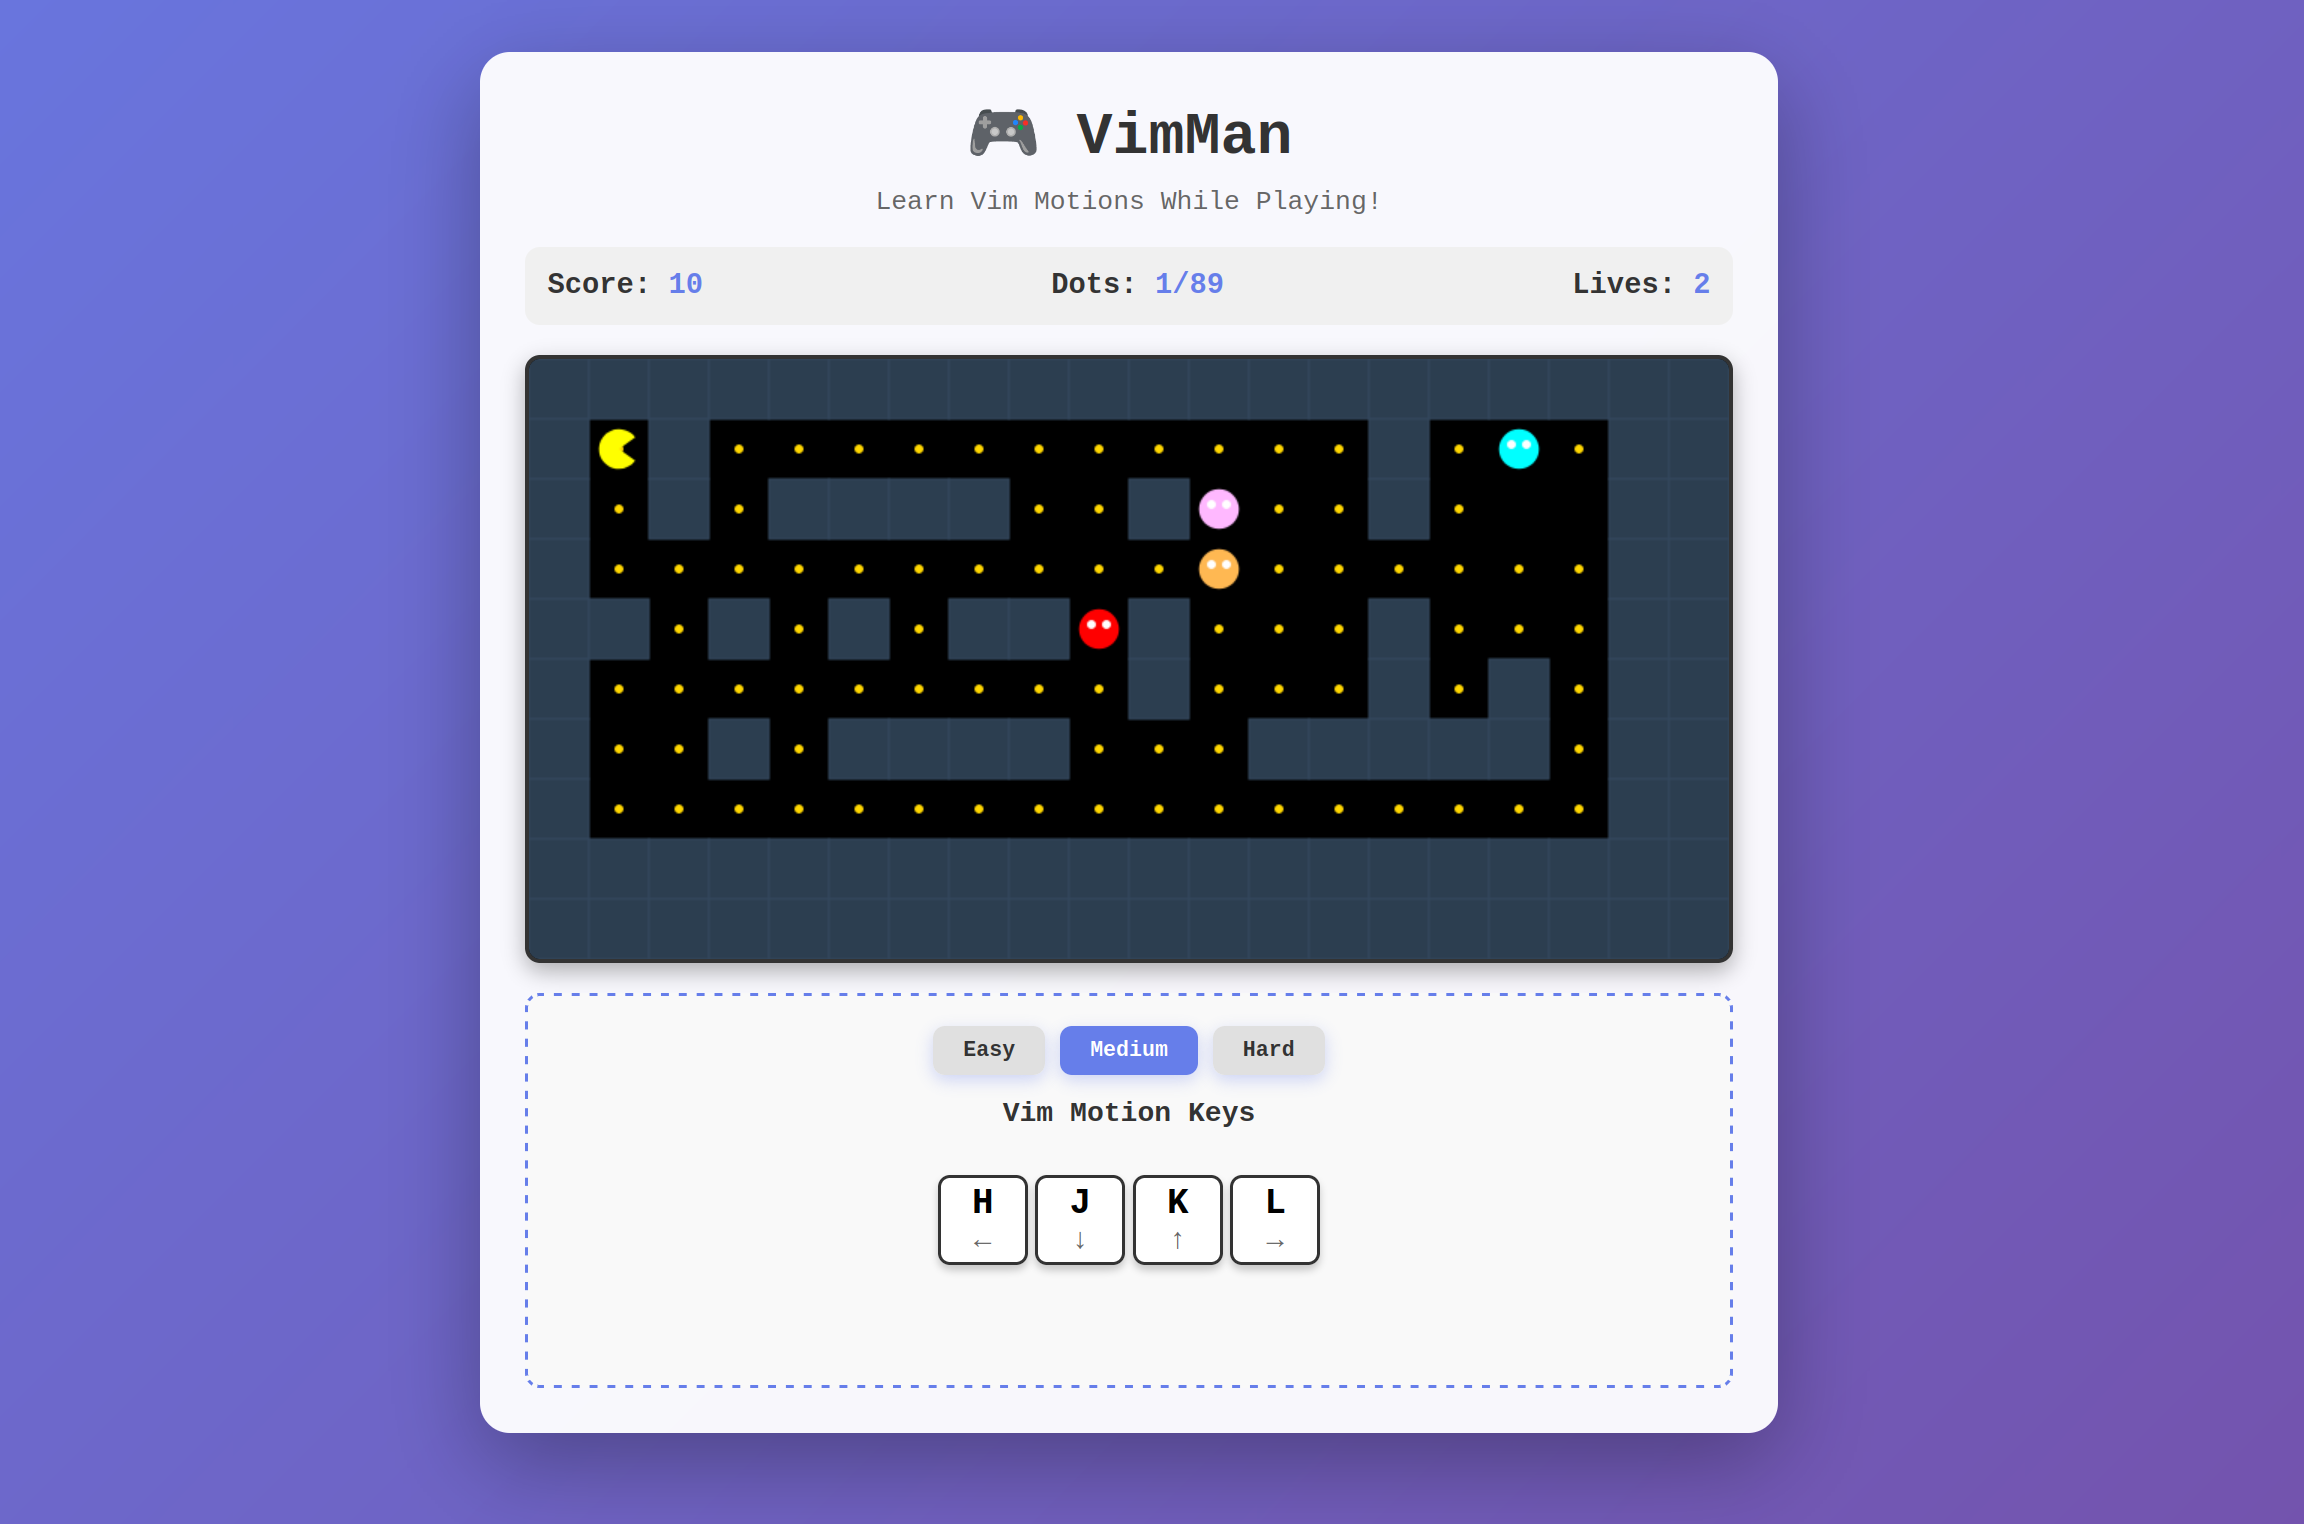 VimMan
Learn Vim Motions While Playing!
Score: 10
Dots: 1/89
Lives: 2
Easy
Medium
Hard
Vim Motion Keys
H
←
J
↓
K
↑
L
→